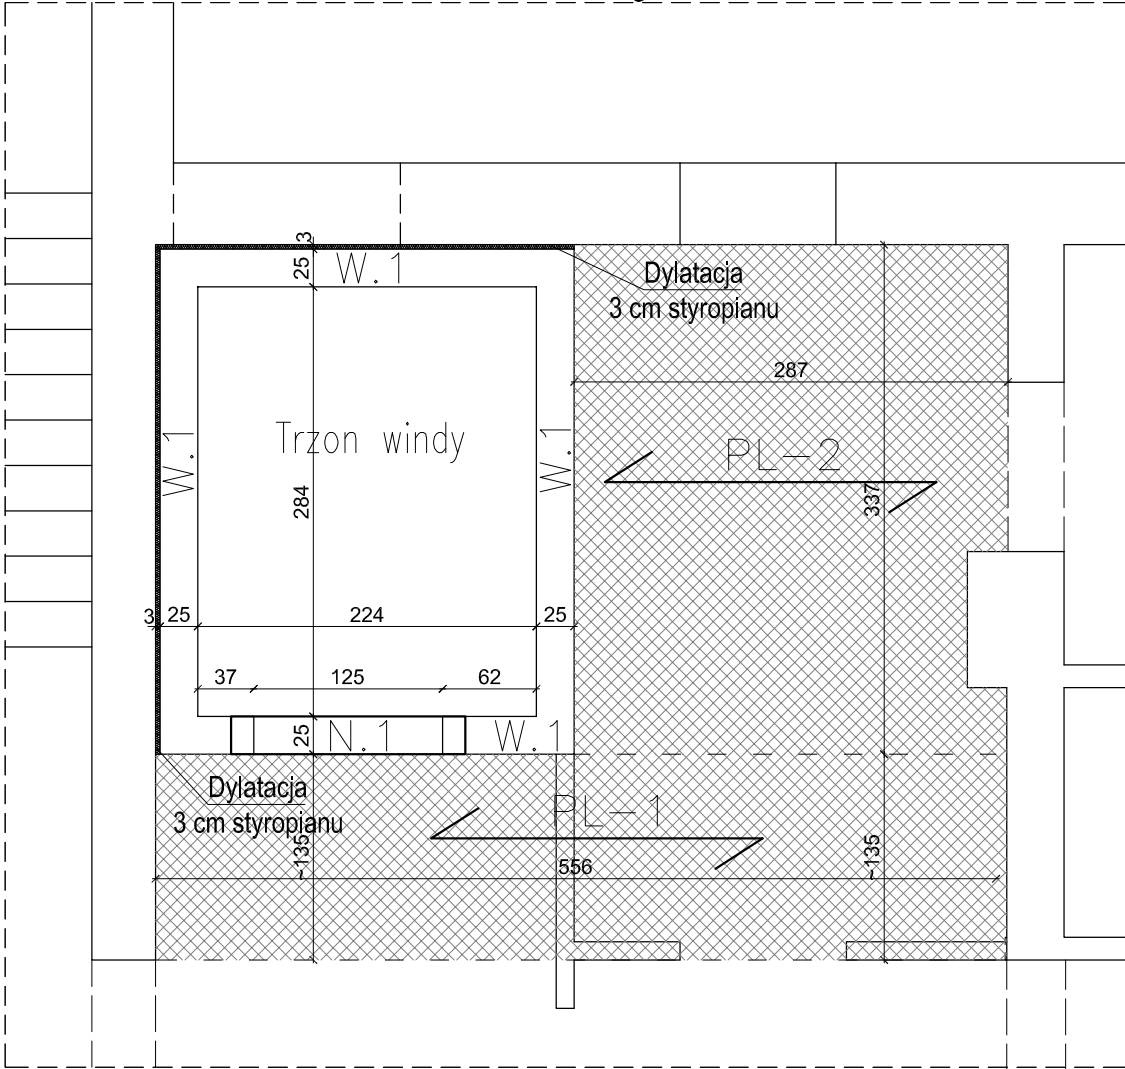 3
25
W.1
Dylatacja
3 cm styropianu
287
Trzon windy
W.1
W.1
PL-2
284
337
3
25
224
25
37
125
62
25
N.1
W.1
Dylatacja
3 cm styropianu
PL-1
~135
~135
556